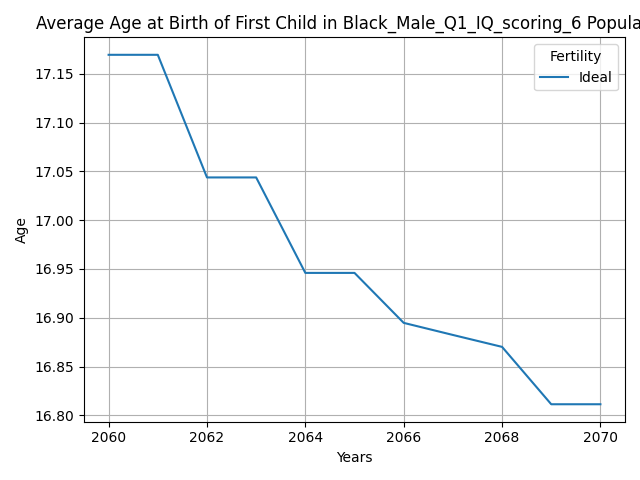 Average Age at Birth of First Child in Black_Male_Q1_IQ_scoring_6 Popula
Fertility
Ideal
17.15
17.10
17.05
17.00
16.95
16.90
16.85
16.80
Age
2060 2062 2064 2066 2068 2070
Years